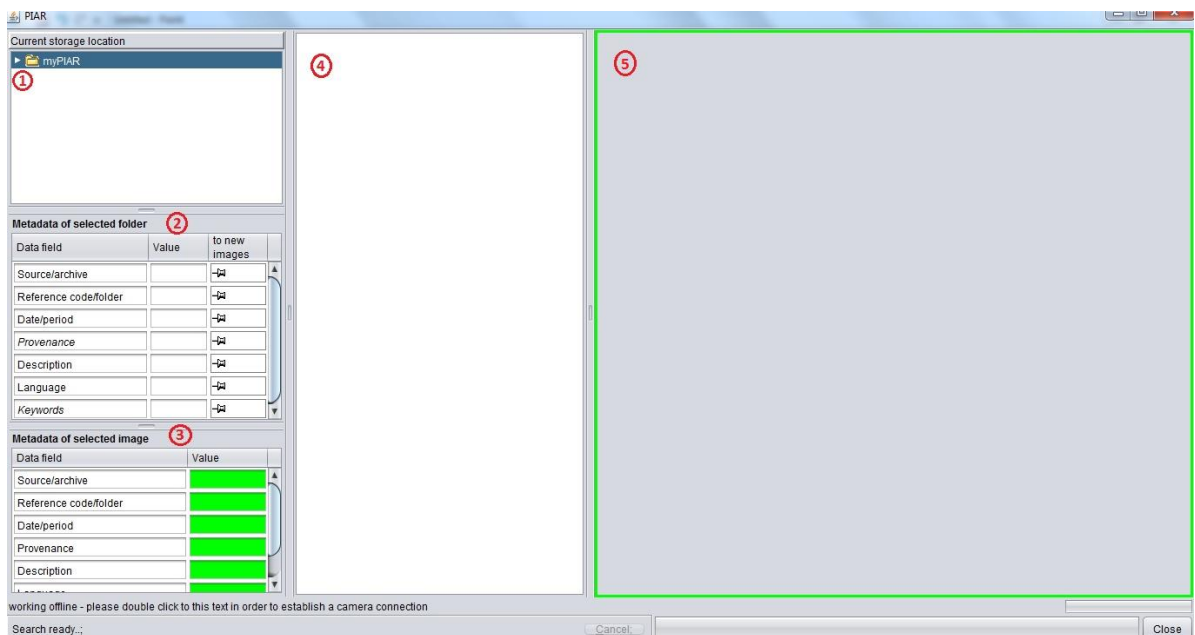 PIAR
Current storage location
myPIAR
1
4
5
Metadata of selected folder 2
Data field Value to new images
Source/archive
Reference code/folder
Date/period
Provenance
Description
Language
Keywords
Metadata of selected image 3
Data field Value
Source/archive
Reference code/folder
Date/period
Provenance
Description
working offline - please double click to this text in order to establish a camera connection
Search ready..;
Cancel;
Close